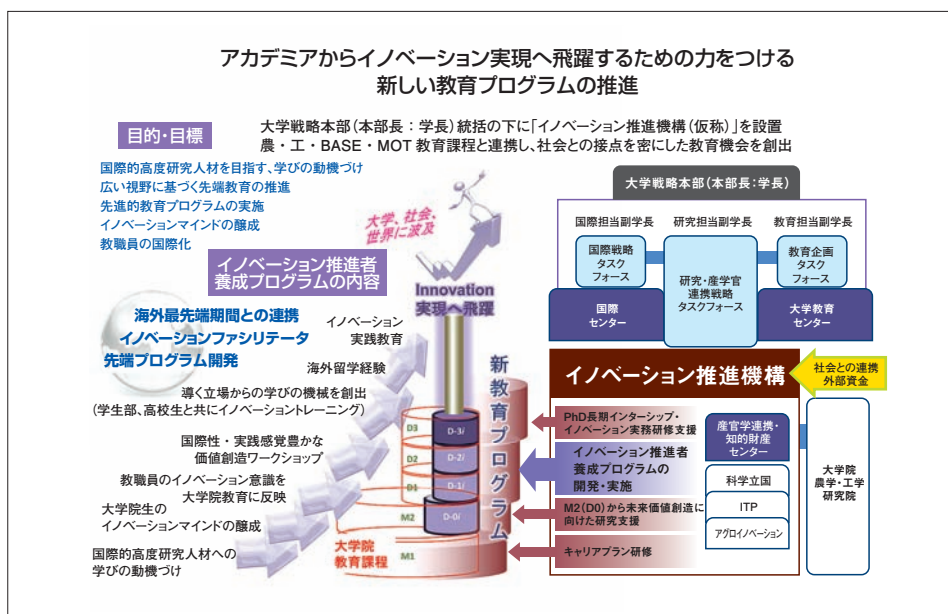 アカデミアからイノベーション実現へ飛躍するための力をつける
新しい教育プログラムの推進
目的・目標
大学戦略本部（本部長：学長）統括の下に「イノベーション推進機構（仮称）」を設置
農・工・BASE・MOT 教育課程と連携し、社会との接点を密にした教育機会を創出
国際的高度研究人材を目指す、学びの動機づけ
広い視野に基づく先端教育の推進
先進的教育プログラムの実施
イノベーションマインドの醸成
教職員の国際化
大学、社会、
世界に波及
イノベーション推進者
養成プログラムの内容
Innovation
実現へ飛躍
海外最先端期間との連携
イノベーションファシリテータ
先端プログラム開発
イノベーション
実践教育
海外留学経験
導く立場からの学びの機械を創出
（学生部、高校生と共にイノベーショントレーニング）
国際性・実践感覚豊かな
価値創造ワークショップ
教職員のイノベーション意識を
大学院教育に反映
大学院生の
イノベーションマインドの醸成
国際的高度研究人材への
学びの動機づけ
新教育プログラム
D3
D-3i
D2
D-2i
D1
D-1i
M2
D-0i
M1
大学院
教育課程
大学戦略本部（本部長：学長）
国際担当副学長
研究担当副学長
教育担当副学長
国際戦略
タスク
フォース
研究・産学官
連携戦略
タスクフォース
教育企画
タスク
フォース
国際
センター
大学教育
センター
イノベーション推進機構
社会との連携
外部資金
PhD長期インターシップ・
イノベーション実務研修支援
イノベーション推進者
養成プログラムの
開発・実施
M2（D0）から未来価値創造に
向けた研究支援
キャリアプラン研修
産官学連携・
知的財産
センター
科学立国
ITP
アグロイノベーション
大学院
農学・工学
研究院